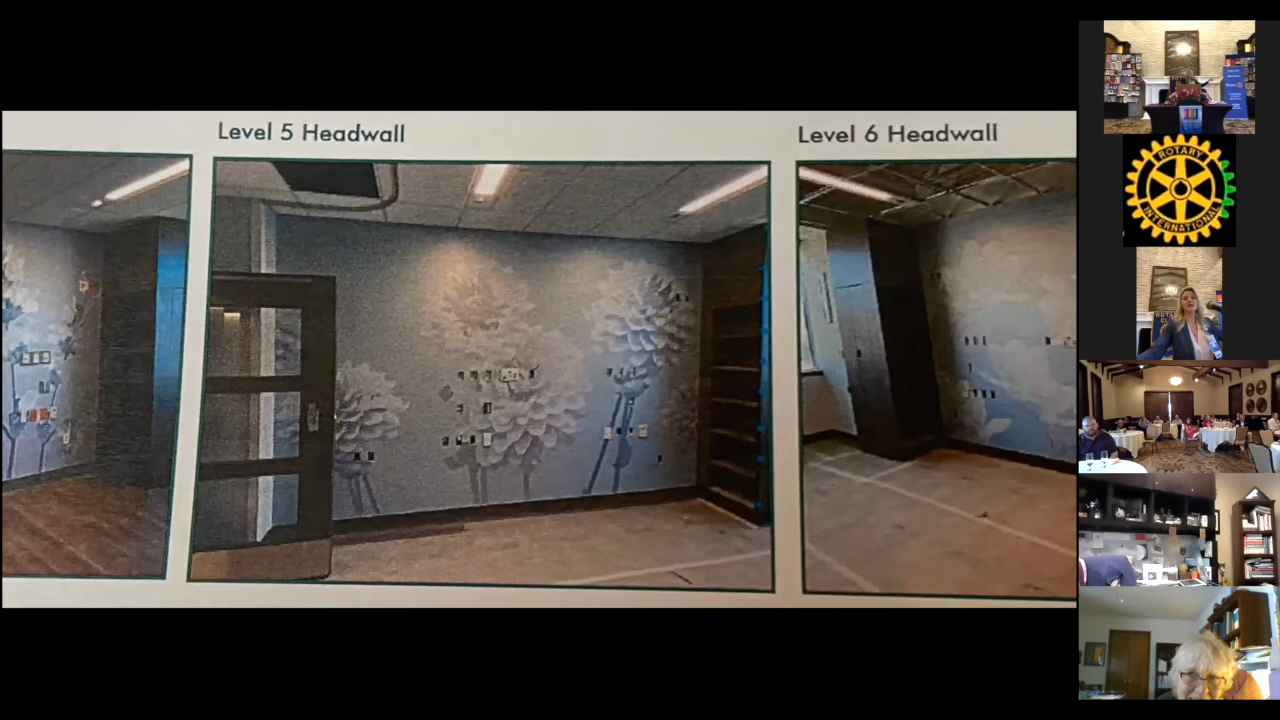 Level 5 Headwall
Level 6 Headwall
ROTARY
INTERNATIONAL